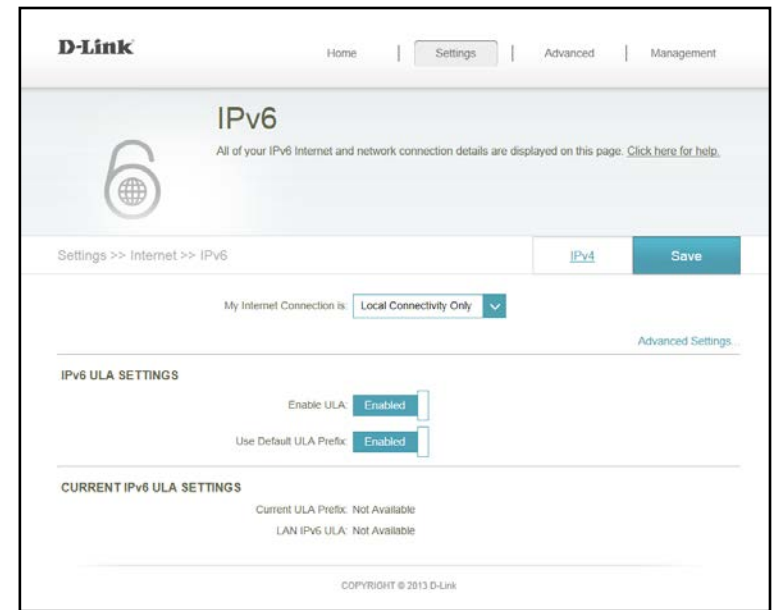 D-Link
Home | Settings | Advanced | Management
IPv6
All of your IPv6 Internet and network connection details are displayed on this page. Click here for help.
Settings >> Internet >> IPv6
IPv4
Save
My Internet Connection is: Local Connectivity Only
Advanced Settings...
IPv6 ULA SETTINGS
Enable ULA: Enabled
Use Default ULA Prefix: Enabled
CURRENT IPv6 ULA SETTINGS
Current ULA Prefix: Not Available
LAN IPv6 ULA: Not Available
COPYRIGHT © 2013 D-Link